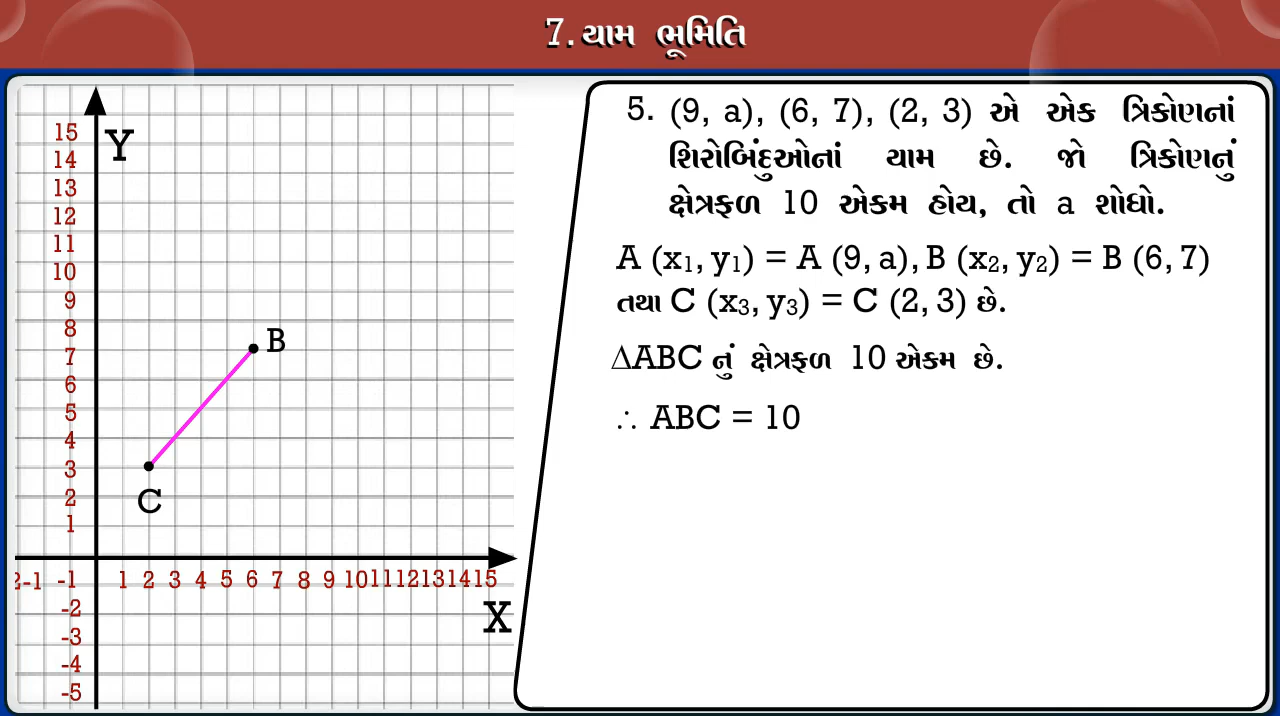 7. યામ ભૂમિતિ
5. (9, a), (6, 7), (2, 3) એ એક ત્રિકોણનાં
શિરોબિંદુઓનાં યામ છે. જો ત્રિકોણનું
ક્ષેત્રફળ 10 એકમ હોય, તો a શોધો.
A (x₁, y₁) = A (9, a), B (x₂, y₂) = B (6, 7)
તથા C (x₃, y₃) = C (2, 3) છે.
∆ABC નું ક્ષેત્રફળ 10 એકમ છે.
∴ ABC = 10
Y
15
14
13
12
11
10
9
8
7
6
5
4
3
2
1
B
C
2 -1 -1 1 2 3 4 5 6 7 8 9 10 11 12 13 14 15
X
-2
-3
-4
-5